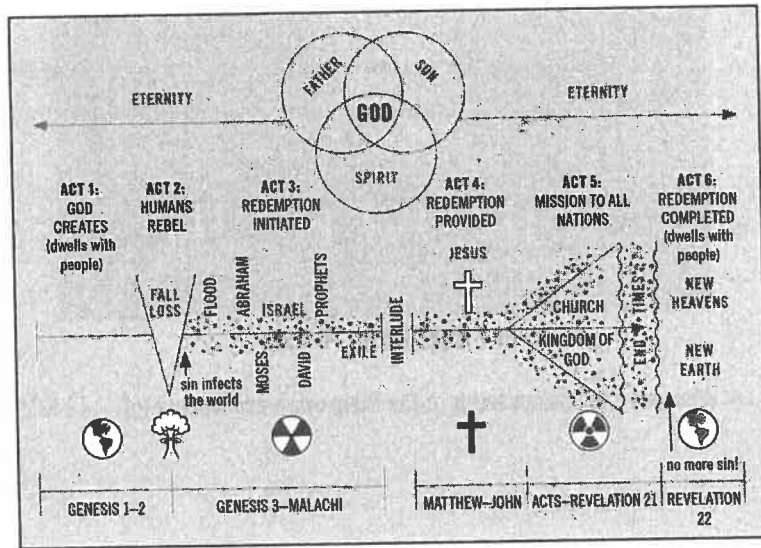 FATHER
SON
GOD
SPIRIT
ETERNITY
ETERNITY
ACT 1:
GOD
CREATES
(dwells with
people)
ACT 2:
HUMANS
REBEL
ACT 3:
REDEMPTION
INITIATED
ACT 4:
REDEMPTION
PROVIDED
ACT 5:
MISSION TO ALL
NATIONS
ACT 6:
REDEMPTION
COMPLETED
(dwells with
people)
FALL
LOSS
sin infects
the world
FLOOD
ABRAHAM
ISRAEL
PROPHETS
MOSES
DAVID
EXILE
INTERLUDE
JESUS
CHURCH
KINGDOM OF
GOD
END TIMES
NEW
HEAVENS
NEW
EARTH
no more sin!
GENESIS 1–2
GENESIS 3–MALACHI
MATTHEW–JOHN
ACTS–REVELATION 21
REVELATION
22